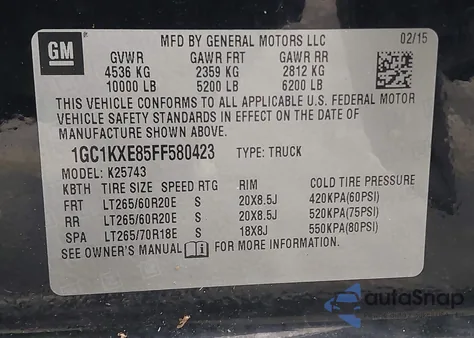 GM
MFD BY GENERAL MOTORS LLC 02/15
GVWR GAWR FRT GAWR RR
4536 KG 2359 KG 2812 KG
10000 LB 5200 LB 6200 LB
THIS VEHICLE CONFORMS TO ALL APPLICABLE U.S. FEDERAL MOTOR
VEHICLE SAFETY STANDARDS IN EFFECT ON THE DATE OF
MANUFACTURE SHOWN ABOVE.
1GC1KXE85FF580423 TYPE: TRUCK
MODEL: K25743
KBTH TIRE SIZE SPEED RTG RIM COLD TIRE PRESSURE
FRT LT265/60R20E S 20X8.5J 420KPA(60PSI)
RR LT265/60R20E S 20X8.5J 520KPA(75PSI)
SPA LT265/70R18E S 18X8J 550KPA(80PSI)
SEE OWNER'S MANUAL FOR MORE INFORMATION.
autoSnap